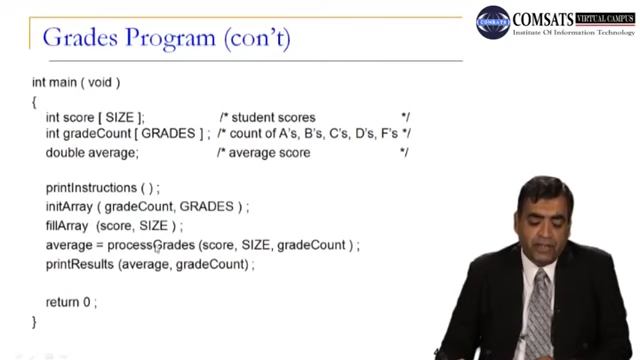 Grades Program (con't)
COMSATS
COMSATS
VIRTUAL CAMPUS
Institute Of Information Technology
int main ( void )
{
int score [ SIZE ]; /* student scores */
int gradeCount [ GRADES ] ; /* count of A's, B's, C's, D's, F's */
double average; /* average score */
printInstructions ( ) ;
initArray ( gradeCount, GRADES ) ;
fillArray (score, SIZE ) ;
average = processGrades (score, SIZE, gradeCount ) ;
printResults (average, gradeCount) ;
return 0 ;
}